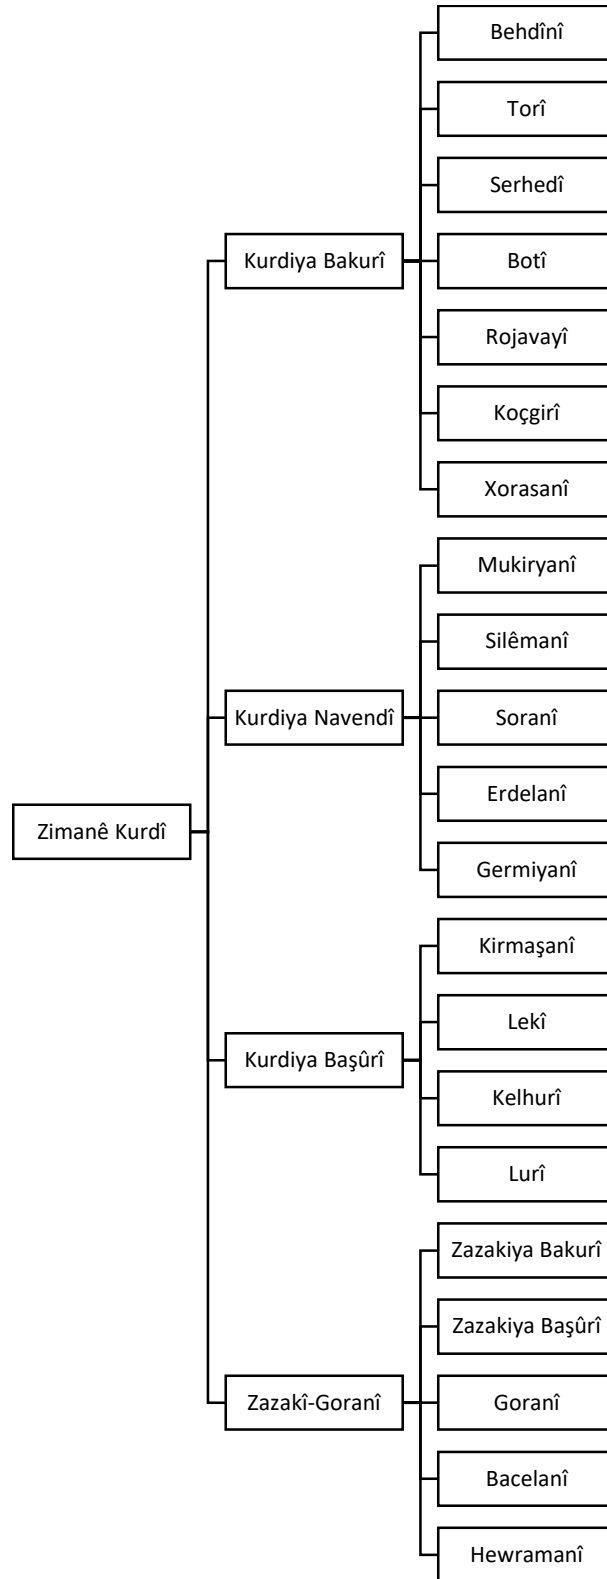 Zimanê Kurdî
Kurdiya Bakurî
Behdînî
Torî
Serhedî
Botî
Rojavayî
Koçgirî
Xorasanî
Kurdiya Navendî
Mukiryanî
Silêmanî
Soranî
Erdelanî
Germiyanî
Kurdiya Başûrî
Kirmaşanî
Lekî
Kelhurî
Lurî
Zazakî-Goranî
Zazakiya Bakurî
Zazakiya Başûrî
Goranî
Bacelanî
Hewramanî